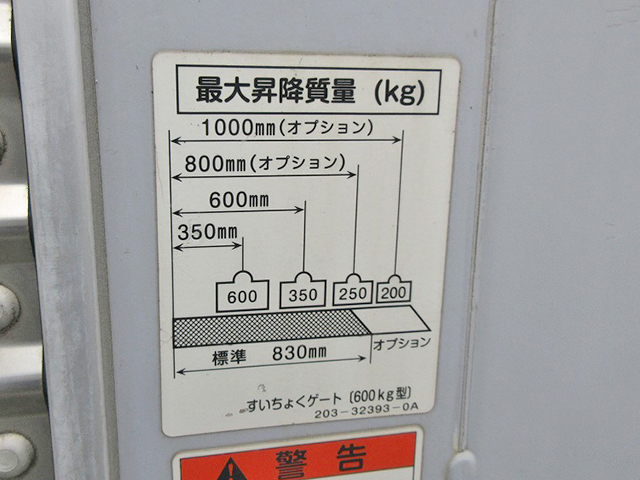 最大昇降質量 (kg)
1000mm(オプション)
800mm(オプション)
600mm
350mm
600 350 250 200
標準 830mm オプション
すいちょくゲート〔600kg型〕
203-32393-0A
警告